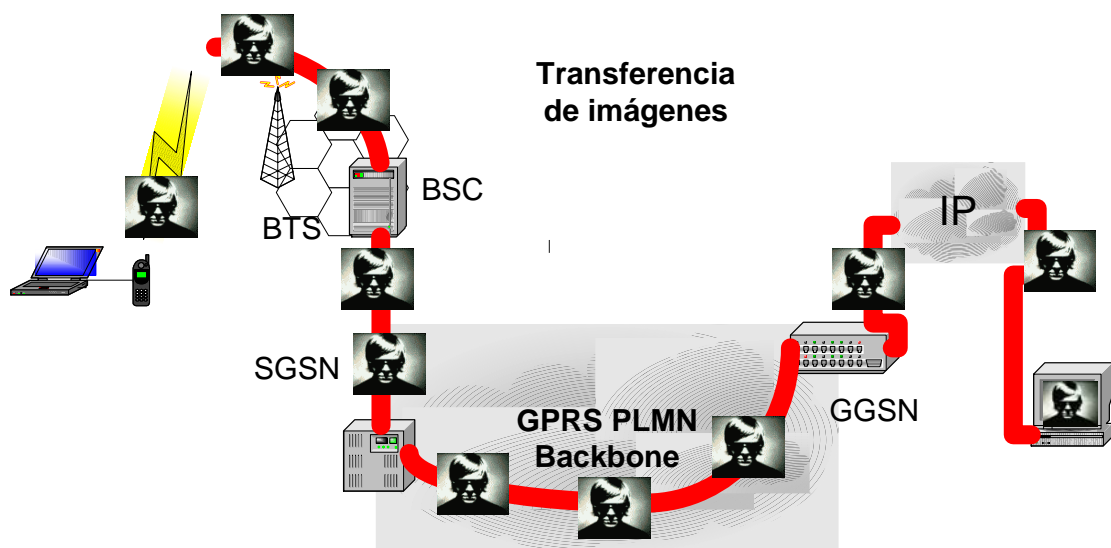 Transferencia
de imágenes
BSC
BTS
IP
SGSN
GGSN
GPRS PLMN
Backbone